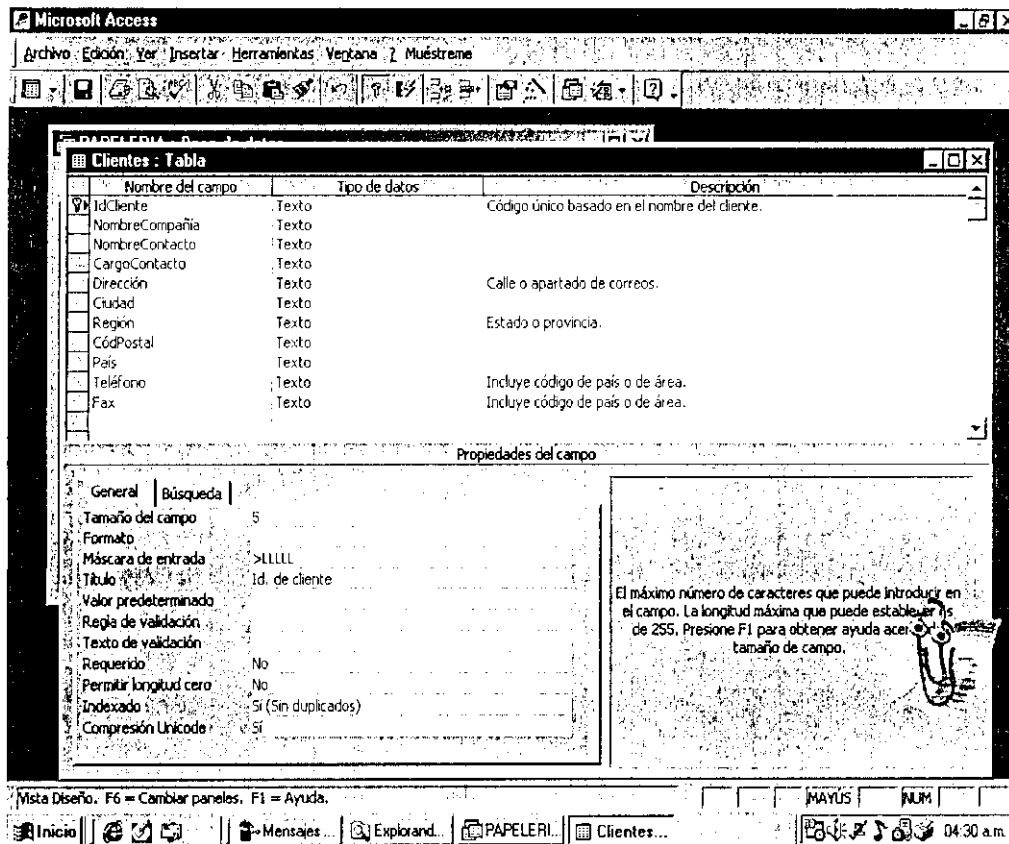 Microsoft Access
Archivo Edición Ver Insertar Herramientas Ventana ? Muéstreme
Clientes : Tabla
Nombre del campo Tipo de datos Descripción
IdCliente Texto Código único basado en el nombre del cliente.
NombreCompañía Texto
NombreContacto Texto
CargoContacto Texto
Dirección Texto Calle o apartado de correos.
Ciudad Texto
Región Texto Estado o provincia.
CódPostal Texto
País Texto
Teléfono Texto Incluye código de país o de área.
Fax Texto Incluye código de país o de área.
Propiedades del campo
General Búsqueda
Tamaño del campo 5
Formato
Máscara de entrada >LLLLL
Título Id. de cliente
Valor predeterminado
Regla de validación
Texto de validación
Requerido No
Permitir longitud cero No
Indexado Sí (Sin duplicados)
Compresión Unicode Sí
El máximo número de caracteres que puede introducir en
el campo. La longitud máxima que puede establecer es
de 255. Presione F1 para obtener ayuda acer
tamaño de campo.
Vista Diseño. F6 = Cambiar paneles. F1 = Ayuda. MAYUS NUM
Inicio Mensajes ... Explorand... PAPELERI... Clientes... 04:30 a.m.